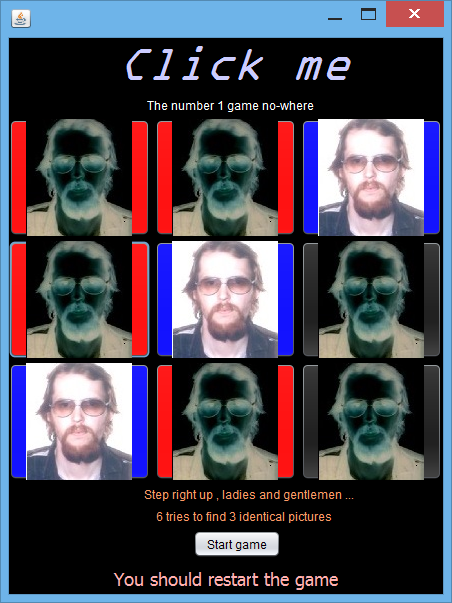 Click me
The number 1 game no-where
Step right up , ladies and gentlemen ...
6 tries to find 3 identical pictures
Start game
You should restart the game